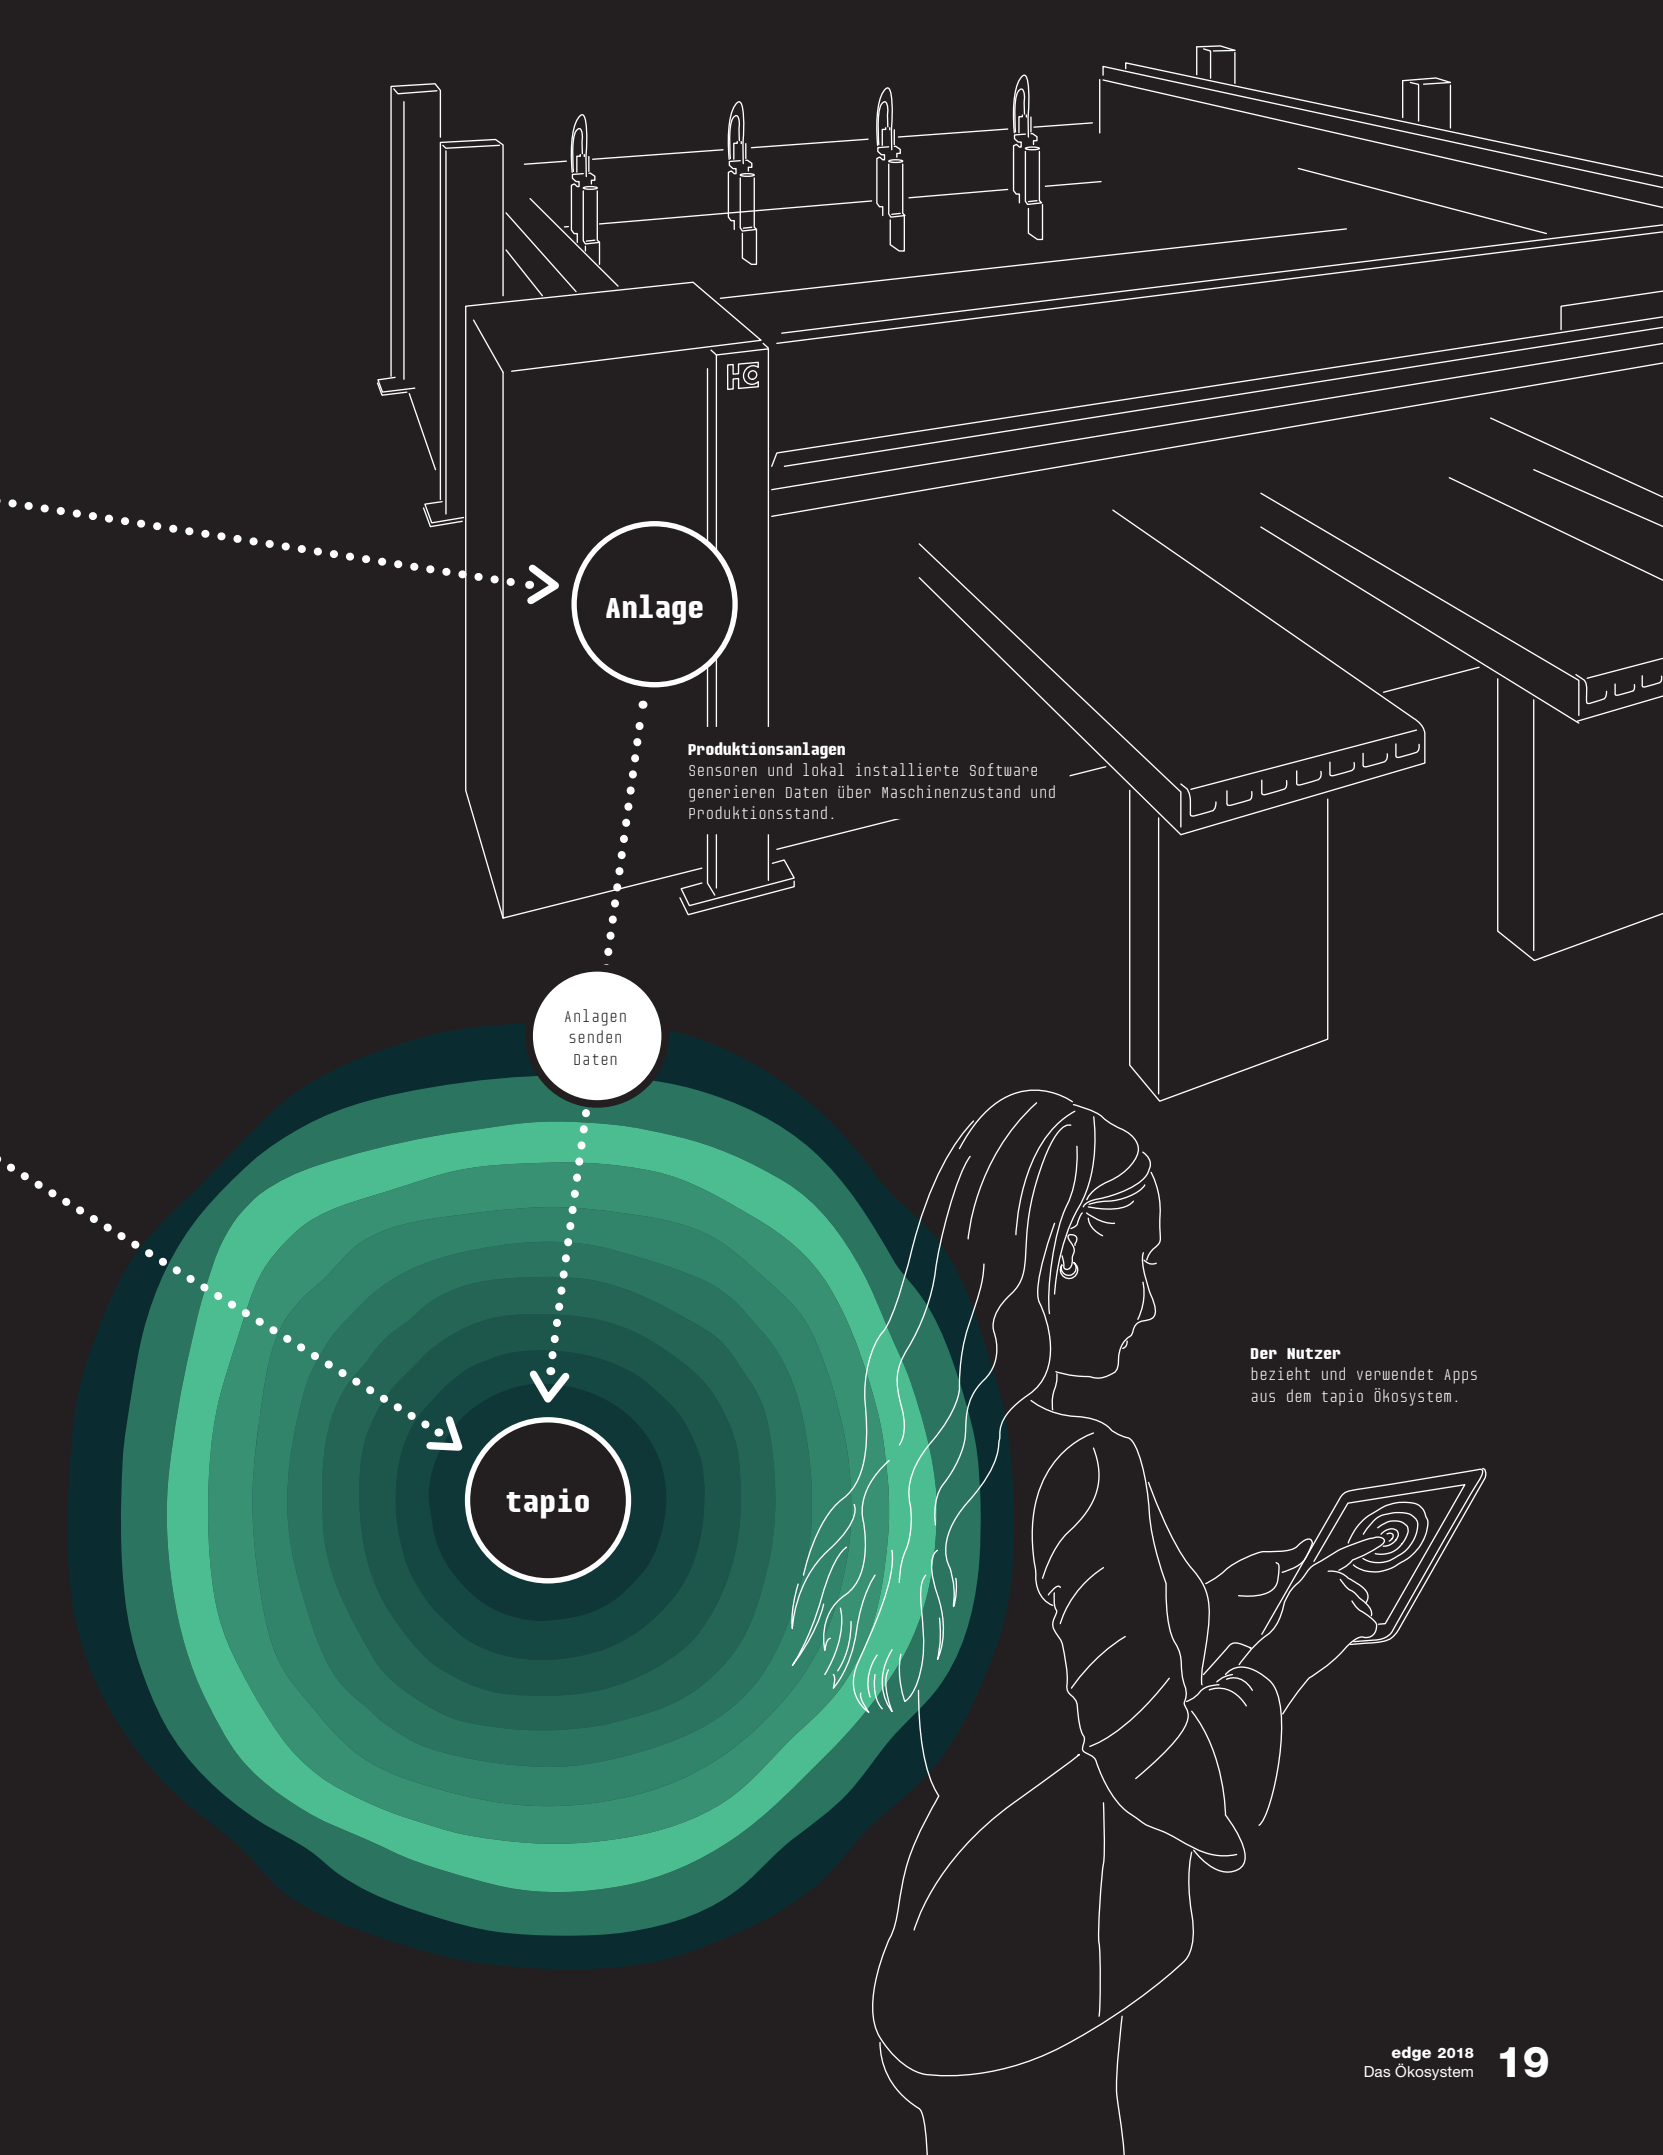 HC
Anlage
Produktionsanlagen
Sensoren und lokal installierte Software
generieren Daten über Maschinenzustand und
Produktionsstand.
Anlagen
senden
Daten
Der Nutzer
bezieht und verwendet Apps
aus dem tapio Ökosystem.
tapio
edge 2018
Das Ökosystem
19